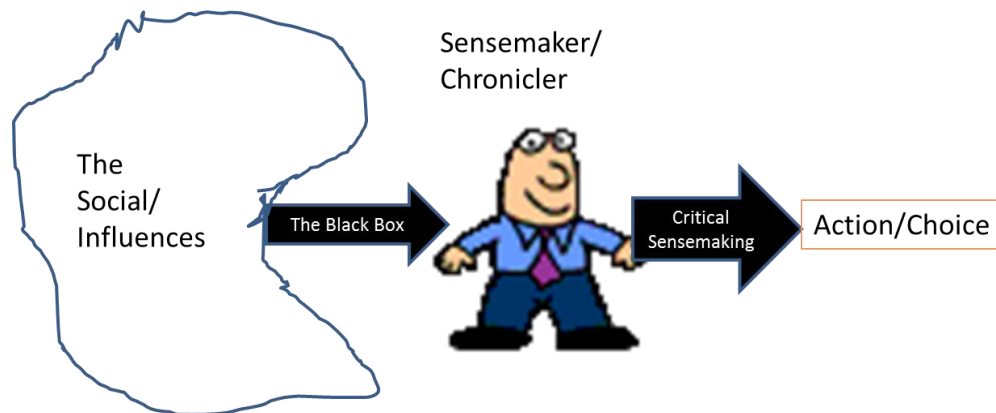 Sensemaker/
Chronicler
The
Social/
Influences
The Black Box
Critical
Sensemaking
Action/Choice